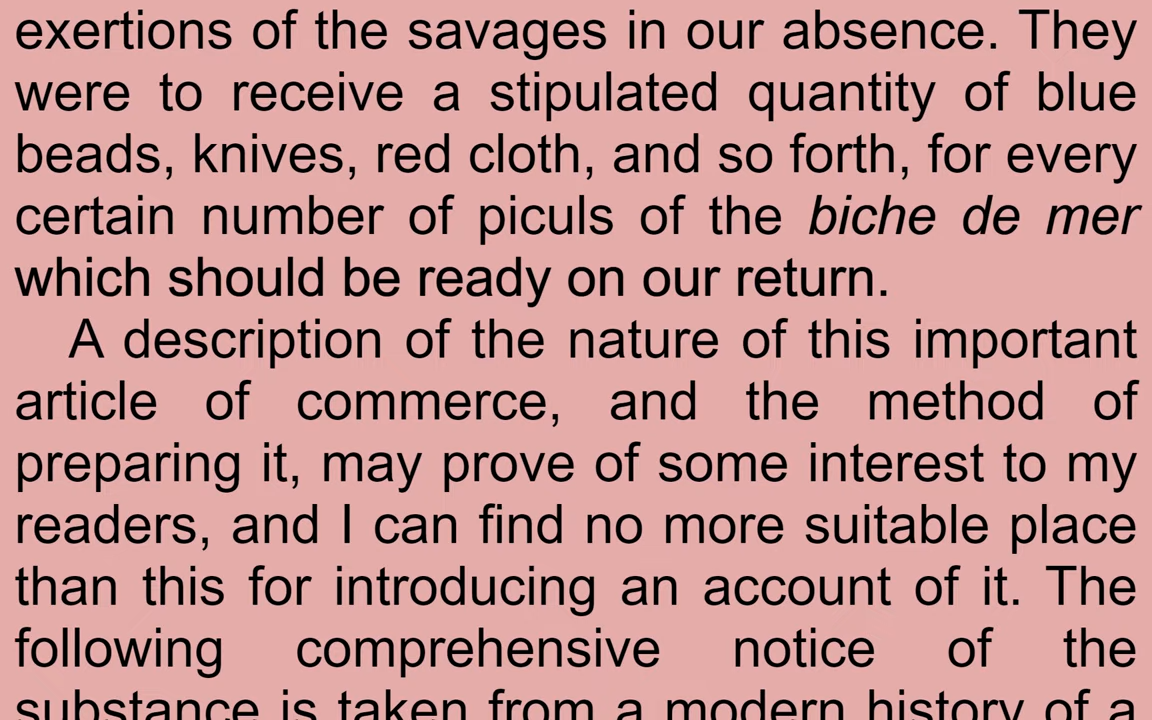 exertions of the savages in our absence. They
were to receive a stipulated quantity of blue
beads, knives, red cloth, and so forth, for every
certain number of piculs of the biche de mer
which should be ready on our return.
A description of the nature of this important
article of commerce, and the method of
preparing it, may prove of some interest to my
readers, and I can find no more suitable place
than this for introducing an account of it. The
following comprehensive notice of the
substance is taken from a modern history of a